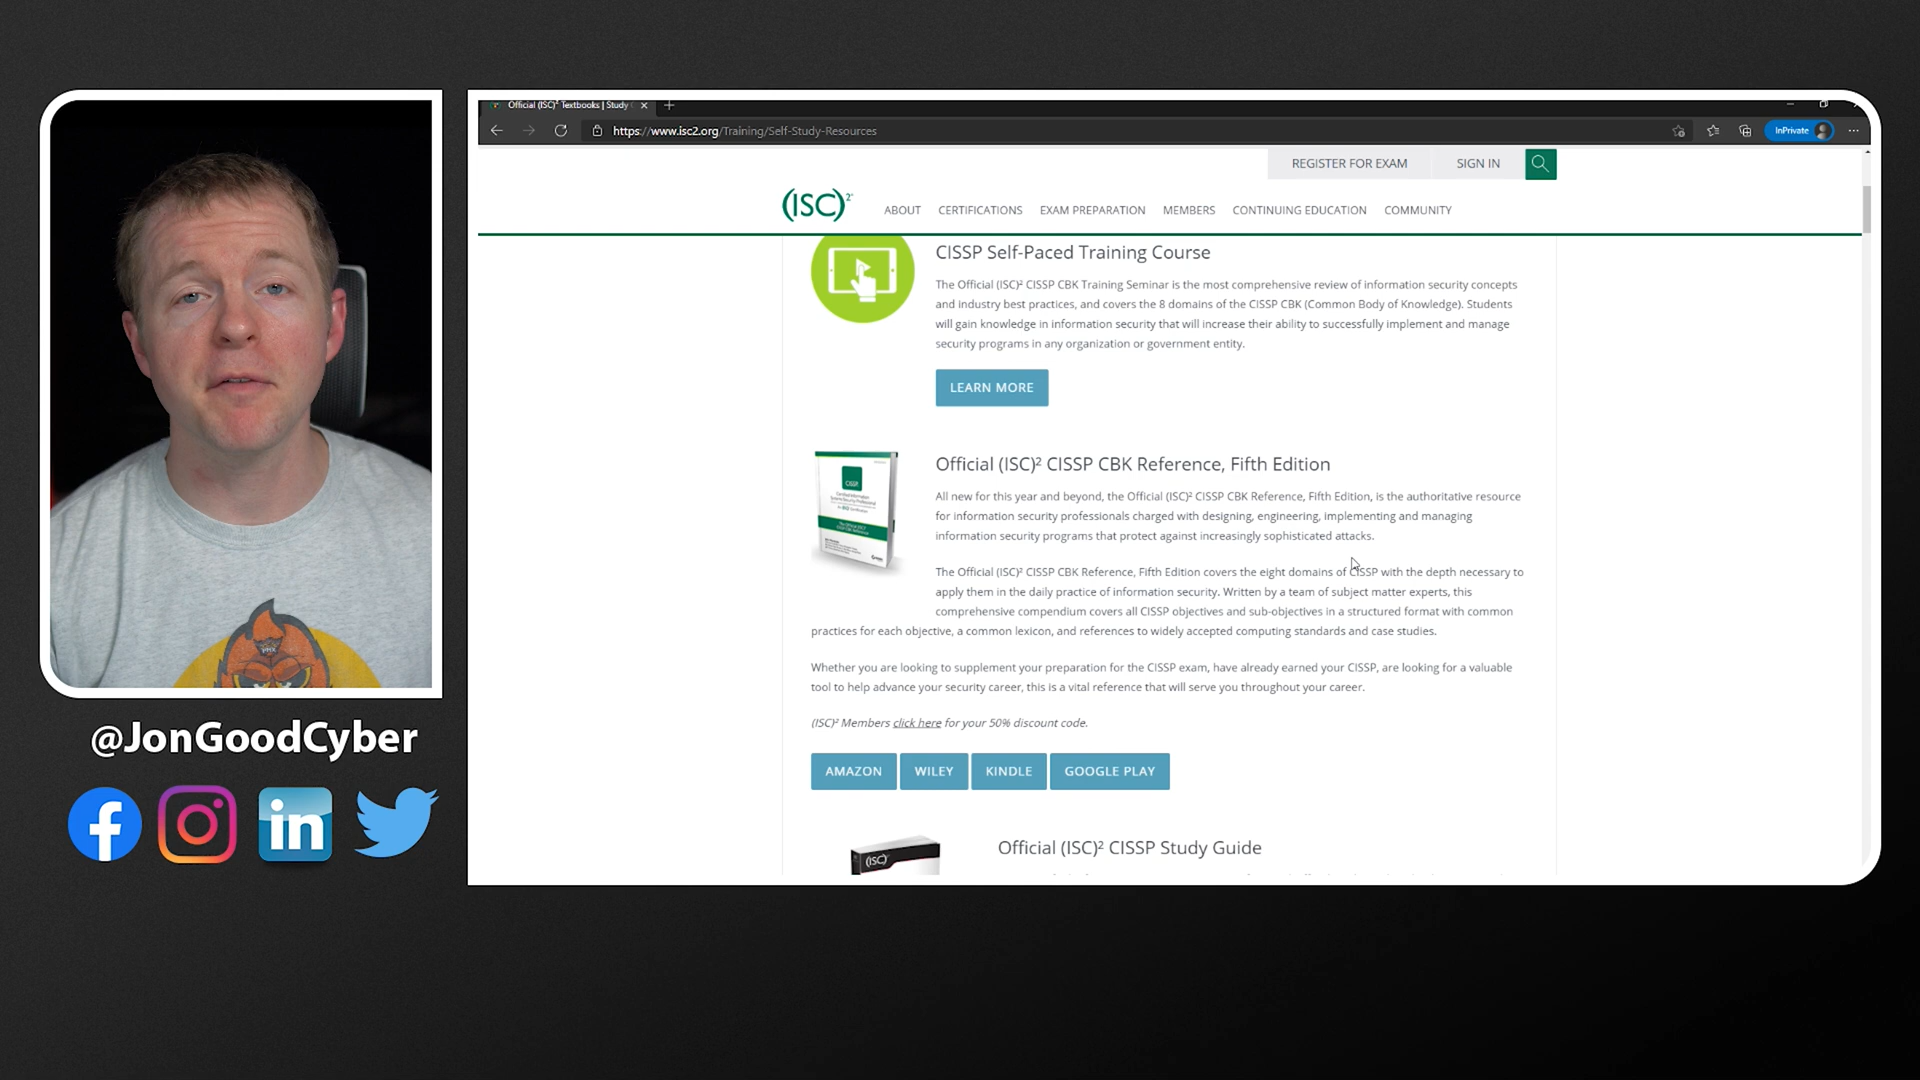 Official (ISC)² Textbooks | Study
https://www.isc2.org/Training/Self-Study-Resources
InPrivate
REGISTER FOR EXAM
SIGN IN
(ISC)²
ABOUT
CERTIFICATIONS
EXAM PREPARATION
MEMBERS
CONTINUING EDUCATION
COMMUNITY
CISSP Self-Paced Training Course
The Official (ISC)² CISSP CBK Training Seminar is the most comprehensive review of information security concepts
and industry best practices, and covers the 8 domains of the CISSP CBK (Common Body of Knowledge). Students
will gain knowledge in information security that will increase their ability to successfully implement and manage
security programs in any organization or government entity.
LEARN MORE
CISSP
Official (ISC)² CISSP CBK Reference, Fifth Edition
All new for this year and beyond, the Official (ISC)² CISSP CBK Reference, Fifth Edition, is the authoritative resource
for information security professionals charged with designing, engineering, implementing and managing
information security programs that protect against increasingly sophisticated attacks.
The Official (ISC)² CISSP CBK Reference, Fifth Edition covers the eight domains of CISSP with the depth necessary to
apply them in the daily practice of information security. Written by a team of subject matter experts, this
comprehensive compendium covers all CISSP objectives and sub-objectives in a structured format with common
practices for each objective, a common lexicon, and references to widely accepted computing standards and case studies.
Whether you are looking to supplement your preparation for the CISSP exam, have already earned your CISSP, are looking for a valuable
tool to help advance your security career, this is a vital reference that will serve you throughout your career.
(ISC)² Members click here for your 50% discount code.
AMAZON
WILEY
KINDLE
GOOGLE PLAY
(ISC)²
Official (ISC)² CISSP Study Guide
@JonGoodCyber
f
in